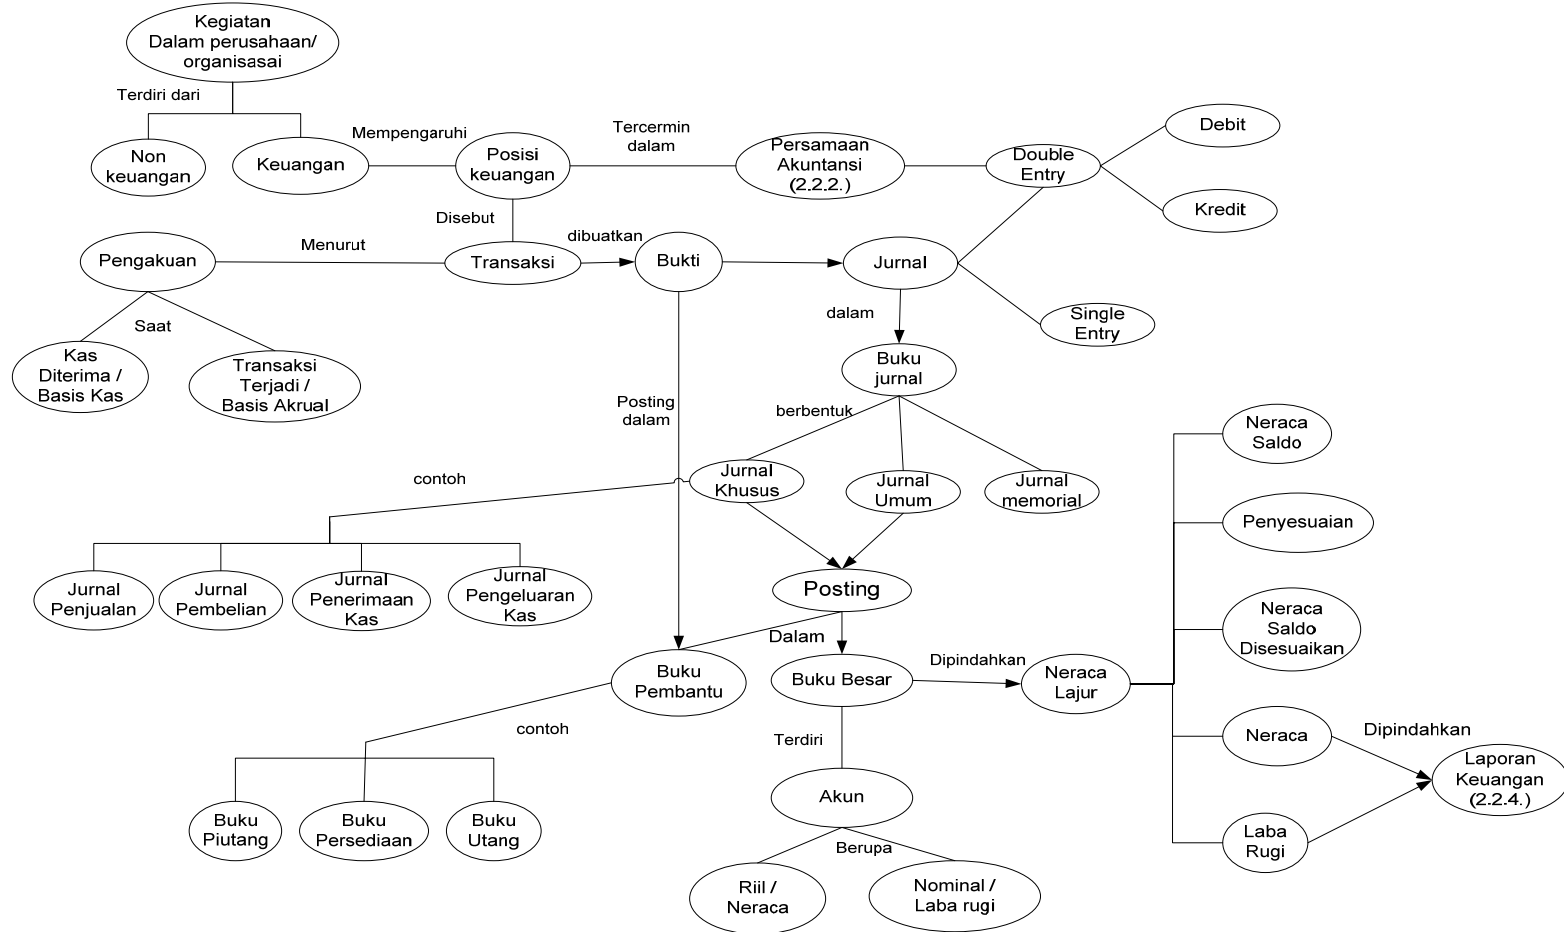 Kegiatan
Dalam perusahaan/
organisasai
Terdiri dari
Non
keuangan
Keuangan
Mempengaruhi
Posisi
keuangan
Tercermin
dalam
Persamaan
Akuntansi
(2.2.2.)
Double
Entry
Debit
Kredit
Disebut
Pengakuan
Menurut
Transaksi
dibuatkan
Bukti
Jurnal
Saat
Kas
Diterima /
Basis Kas
Transaksi
Terjadi /
Basis Akrual
dalam
Single
Entry
Buku
jurnal
Posting
dalam
berbentuk
Jurnal
Khusus
Jurnal
Umum
Jurnal
memorial
contoh
Jurnal
Penjualan
Jurnal
Pembelian
Jurnal
Penerimaan
Kas
Jurnal
Pengeluaran
Kas
Posting
Dalam
Buku
Pembantu
Buku Besar
Dipindahkan
Neraca
Lajur
Neraca
Saldo
Penyesuaian
Neraca
Saldo
Disesuaikan
Neraca
Laba
Rugi
Dipindahkan
Laporan
Keuangan
(2.2.4.)
contoh
Buku
Piutang
Buku
Persediaan
Buku
Utang
Terdiri
Akun
Berupa
Riil /
Neraca
Nominal /
Laba rugi